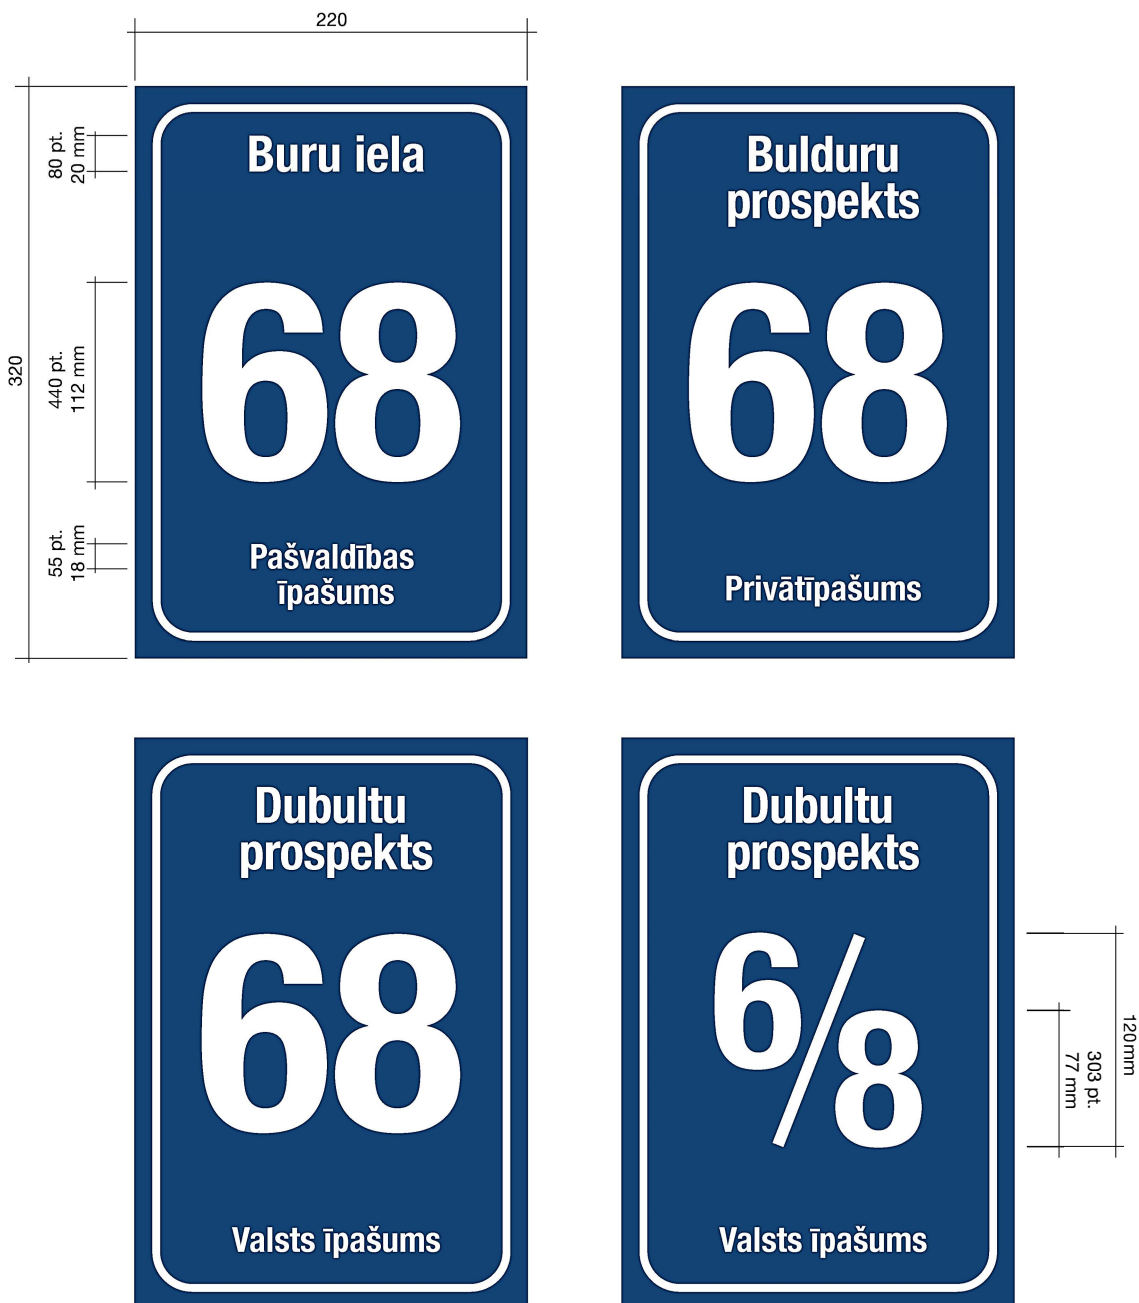 220
320
80 pt.
20 mm
440 pt.
112 mm
55 pt.
18 mm
Buru iela
68
Pašvaldības
īpašums
Bulduru
prospekts
68
Privātīpašums
Dubultu
prospekts
68
Valsts īpašums
Dubultu
prospekts
6/8
Valsts īpašums
120mm
303 pt.
77 mm